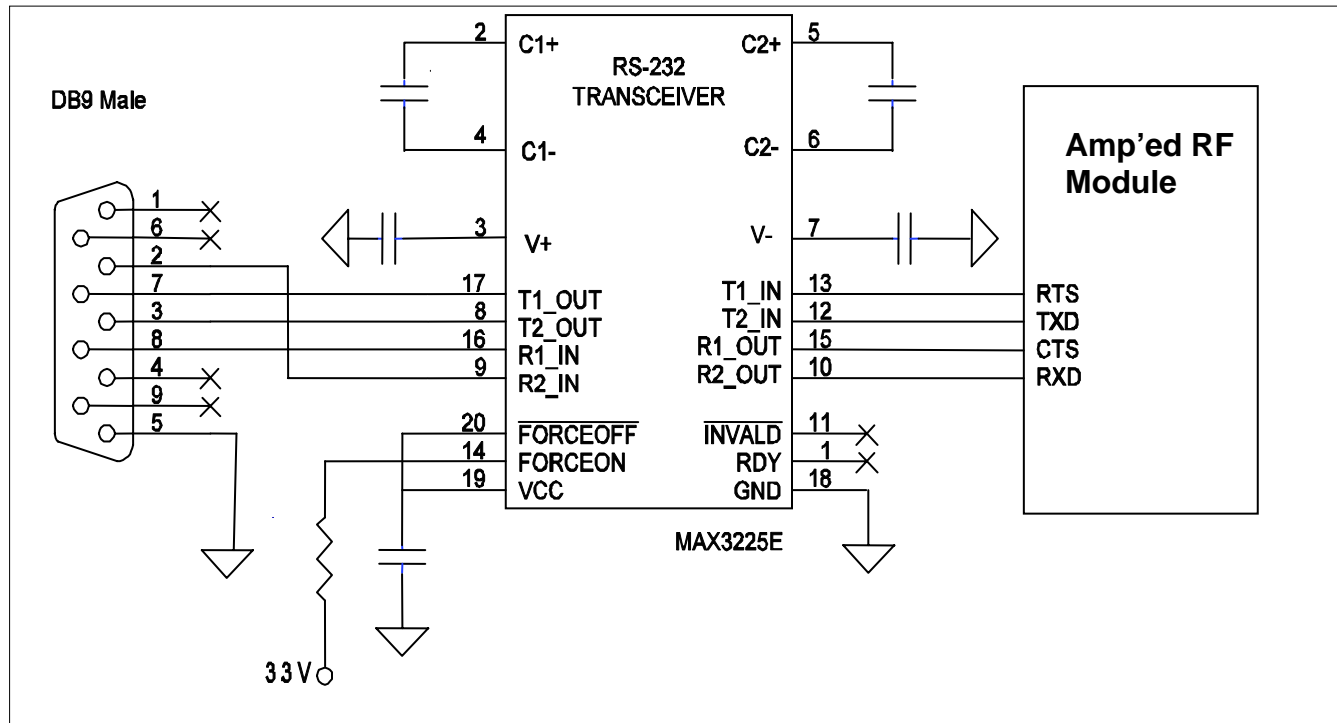 DB9 Male
1
6
2
7
3
8
4
9
5
2
4
3
17
8
16
9
20
14
19
C1+
C1-
V+
T1_OUT
T2_OUT
R1_IN
R2_IN
FORCEOFF
FORCEON
VCC
RS-232
TRANSCEIVER
C2+
C2-
V-
T1_IN
T2_IN
R1_OUT
R2_OUT
INVALD
RDY
GND
5
6
7
13
12
15
10
11
1
18
MAX3225E
3 3 V
Amp'ed RF
Module
RTS
TXD
CTS
RXD